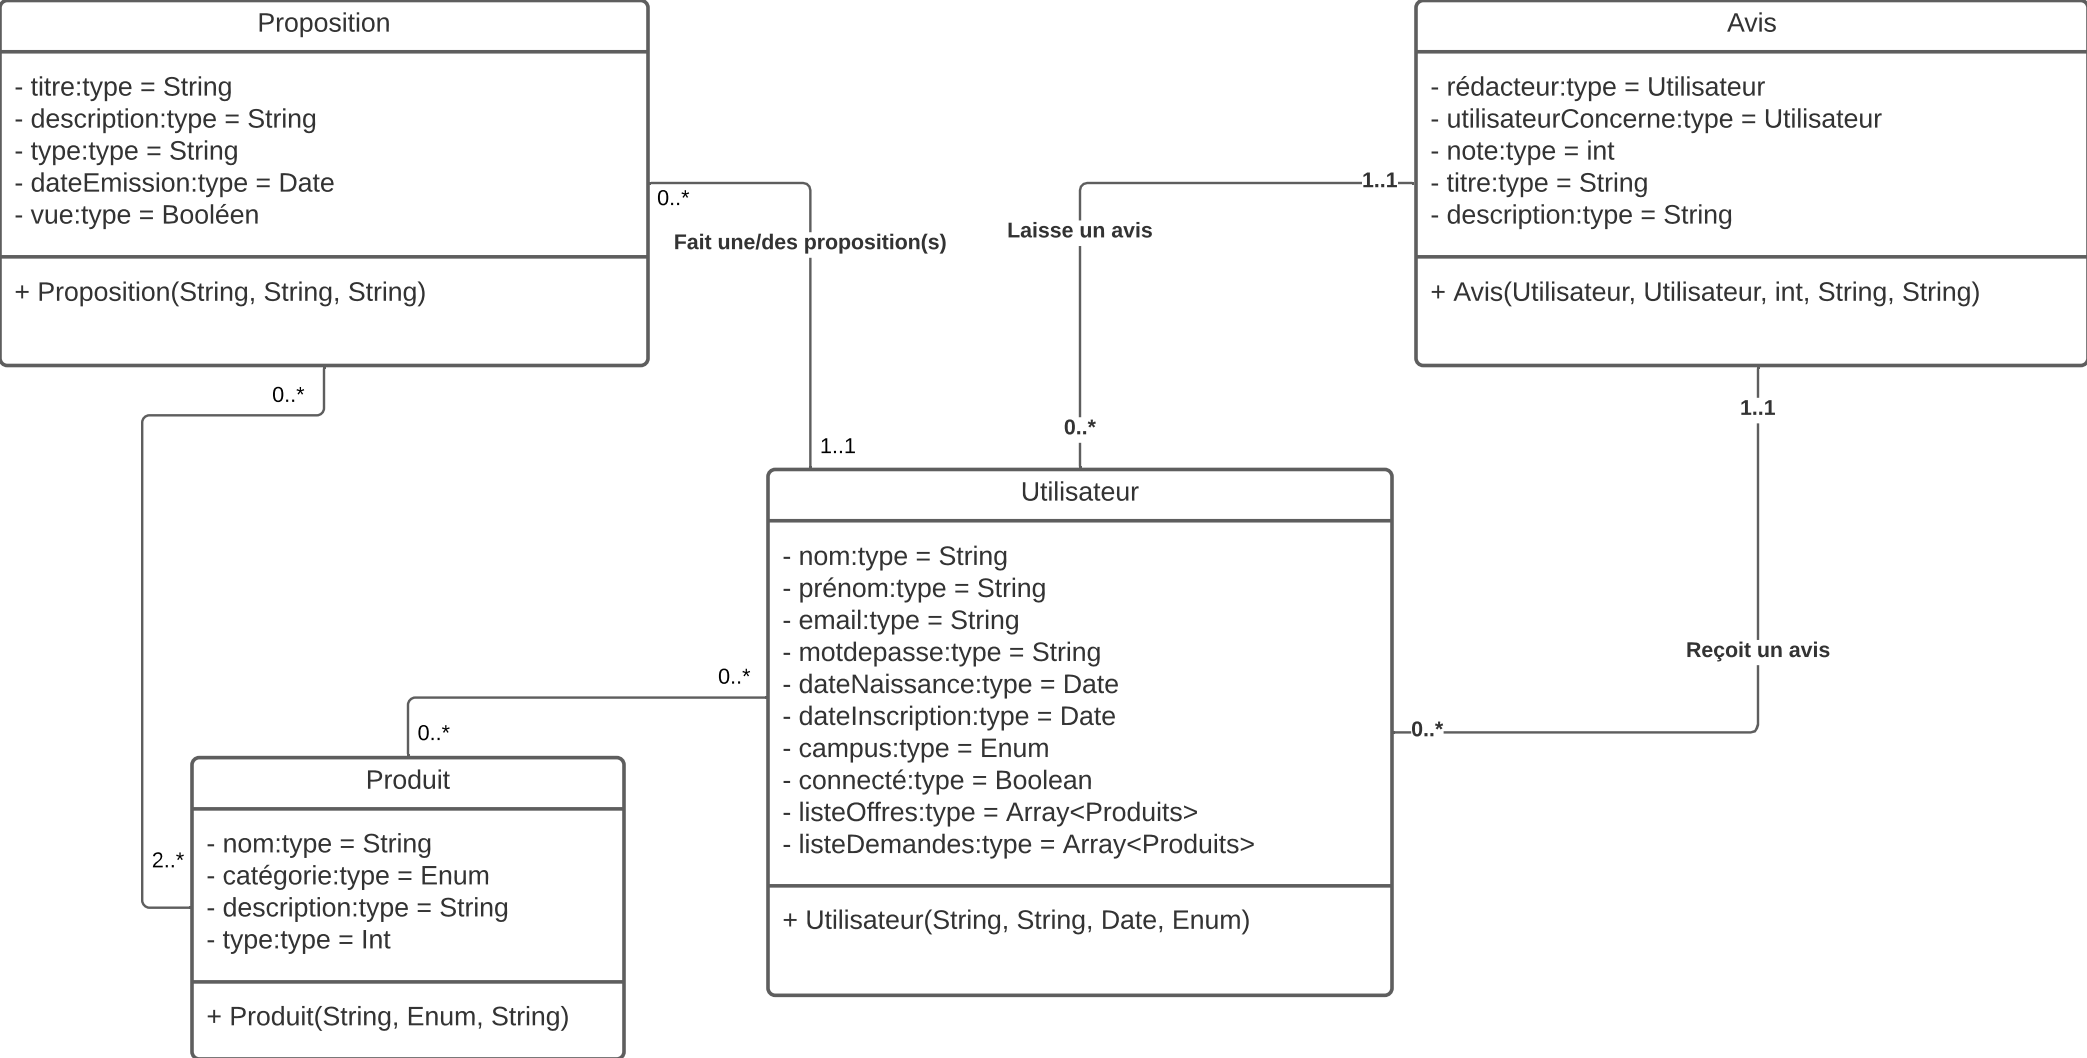 Proposition
- titre:type = String
- description:type = String
- type:type = String
- dateEmission:type = Date
- vue:type = Booléen
+ Proposition(String, String, String)
Avis
- rédacteur:type = Utilisateur
- utilisateurConcerne:type = Utilisateur
- note:type = int
- titre:type = String
- description:type = String
+ Avis(Utilisateur, Utilisateur, int, String, String)
0..*
Fait une/des proposition(s)
1..1
1..1
Laisse un avis
0..*
0..*
2..*
1..1
Reçoit un avis
0..*
0..*
0..*
Utilisateur
- nom:type = String
- prénom:type = String
- email:type = String
- motdepasse:type = String
- dateNaissance:type = Date
- dateInscription:type = Date
- campus:type = Enum
- connecté:type = Boolean
- listeOffres:type = Array<Produits>
- listeDemandes:type = Array<Produits>
+ Utilisateur(String, String, Date, Enum)
Produit
- nom:type = String
- catégorie:type = Enum
- description:type = String
- type:type = Int
+ Produit(String, Enum, String)